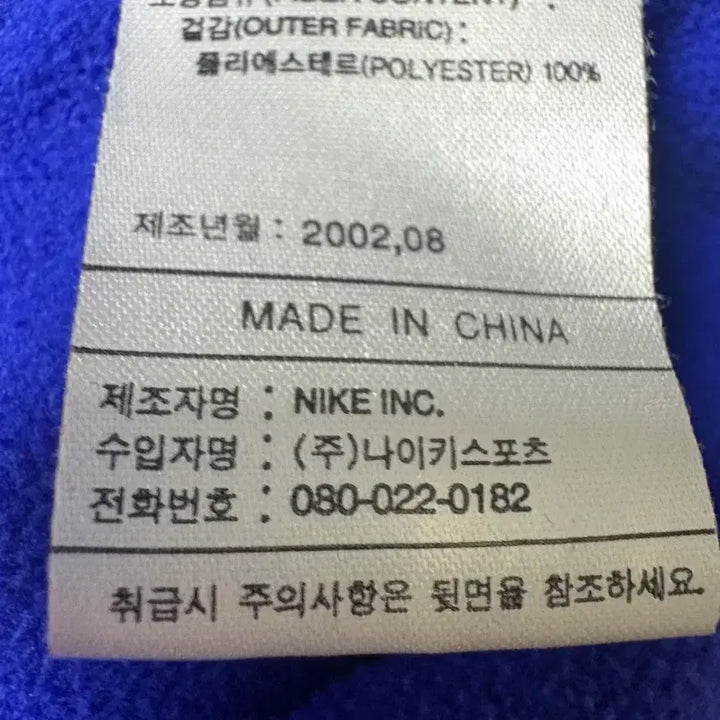 (FIBER CONTENT) :
겉감(OUTER FABRIC) :
폴리에스테르(POLYESTER) 100%
제조년월 : 2002,08
MADE IN CHINA
제조자명 : NIKE INC.
수입자명 : (주)나이키스포츠
전화번호 : 080-022-0182
취급시 주의사항은 뒷면을 참조하세요.